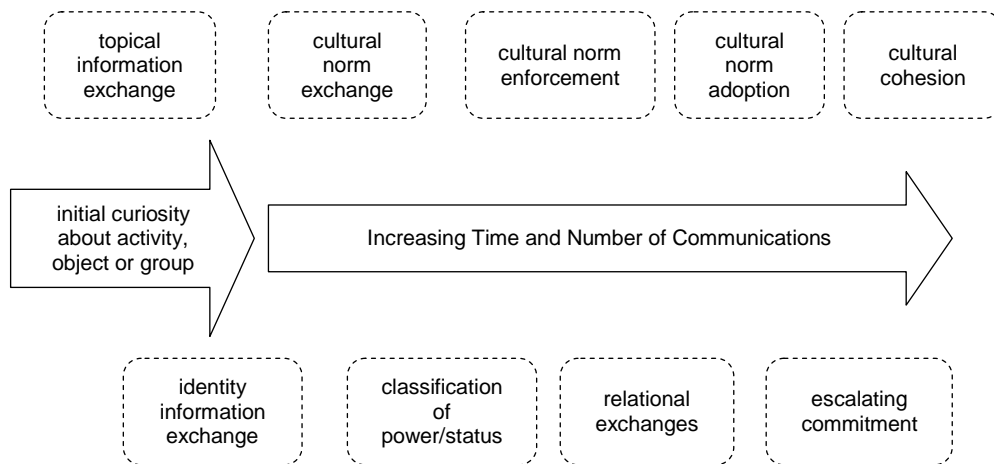 topical
information
exchange
cultural
norm
exchange
cultural norm
enforcement
cultural
norm
adoption
cultural
cohesion
initial curiosity
about activity,
object or group
Increasing Time and Number of Communications
identity
information
exchange
classification
of
power/status
relational
exchanges
escalating
commitment